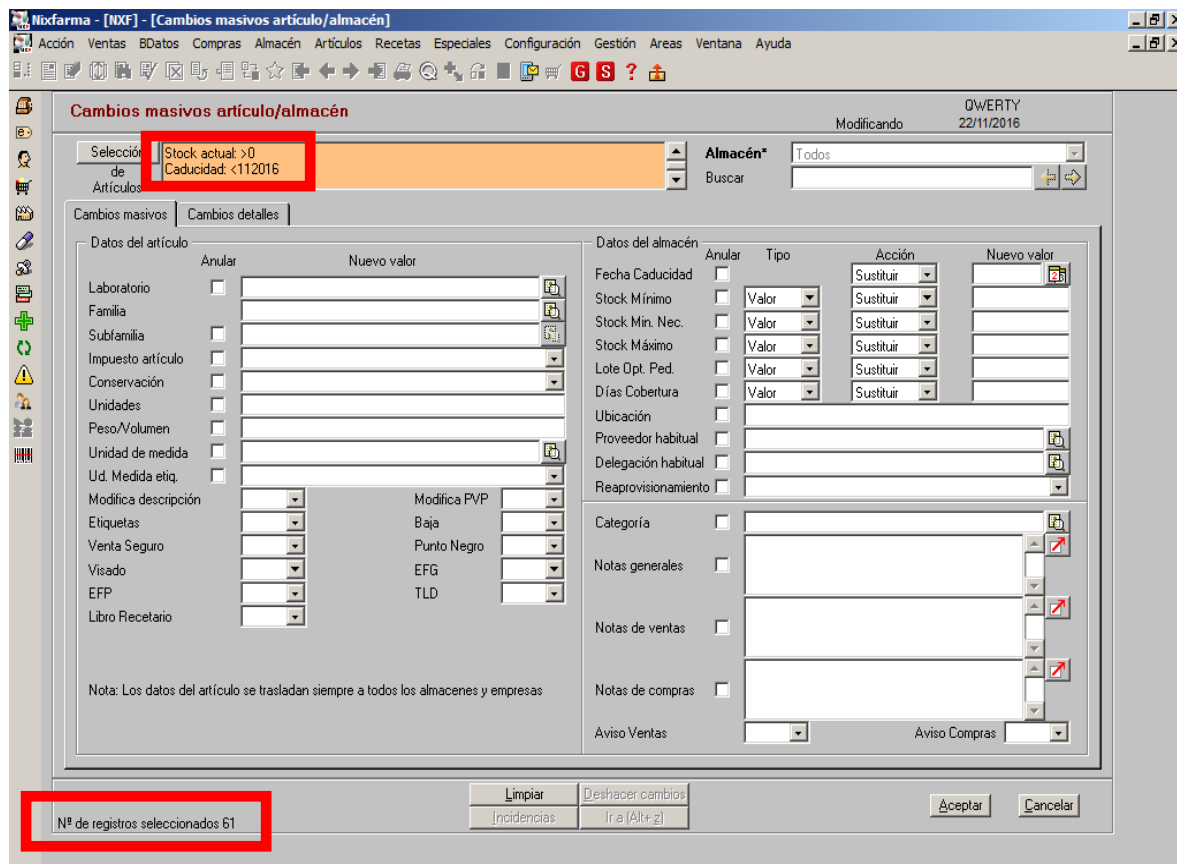 Nixfarma - [NXF] - [Cambios masivos artículo/almacén]
Acción Ventas BDatos Compras Almacén Artículos Recetas Especiales Configuración Gestión Areas Ventana Ayuda
G S ?
Cambios masivos artículo/almacén
QWERTY
Modificando 22/11/2016
Selección de Artículos
Stock actual: >0
Caducidad: <112016
Almacén* Todos
Buscar
Cambios masivos Cambios detalles
Datos del artículo
Anular Nuevo valor
Laboratorio
Familia
Subfamilia
Impuesto artículo
Conservación
Unidades
Peso/Volumen
Unidad de medida
Ud. Medida etiq.
Modifica descripción Modifica PVP
Etiquetas Baja
Venta Seguro Punto Negro
Visado EFG
EFP TLD
Libro Recetario
Nota: Los datos del artículo se trasladan siempre a todos los almacenes y empresas
Datos del almacén
Anular Tipo Acción Nuevo valor
Fecha Caducidad Sustituir
Stock Mínimo Valor Sustituir
Stock Min. Nec. Valor Sustituir
Stock Máximo Valor Sustituir
Lote Opt. Ped. Valor Sustituir
Días Cobertura Valor Sustituir
Ubicación
Proveedor habitual
Delegación habitual
Reaprovisionamiento
Categoría
Notas generales
Notas de ventas
Notas de compras
Aviso Ventas Aviso Compras
Limpiar Deshacer cambios
Incidencias Ir a (Alt+ z)
Aceptar Cancelar
Nº de registros seleccionados 61